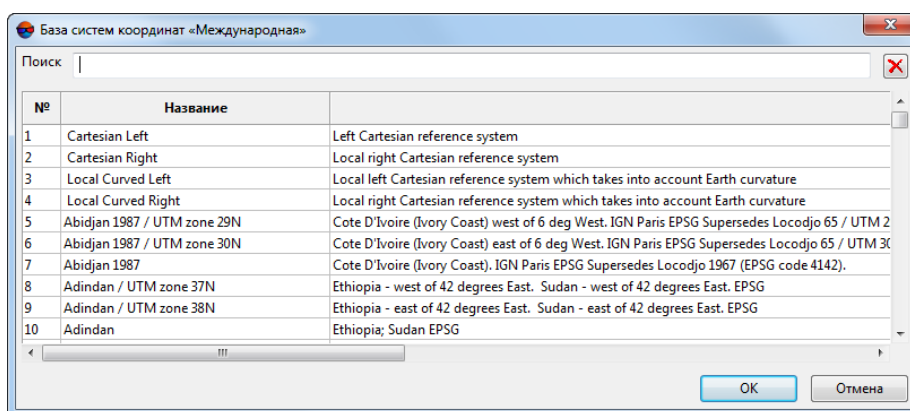 База систем координат «Международная»
Поиск
№ Название
1 Cartesian Left Left Cartesian reference system
2 Cartesian Right Local right Cartesian reference system
3 Local Curved Left Local left Cartesian reference system which takes into account Earth curvature
4 Local Curved Right Local right Cartesian reference system which takes into account Earth curvature
5 Abidjan 1987 / UTM zone 29N Cote D'Ivoire (Ivory Coast) west of 6 deg West. IGN Paris EPSG Supersedes Locodjo 65 / UTM 2
6 Abidjan 1987 / UTM zone 30N Cote D'Ivoire (Ivory Coast) east of 6 deg West. IGN Paris EPSG Supersedes Locodjo 65 / UTM 30
7 Abidjan 1987 Cote D'Ivoire (Ivory Coast). IGN Paris EPSG Supersedes Locodjo 1967 (EPSG code 4142).
8 Adindan / UTM zone 37N Ethiopia - west of 42 degrees East. Sudan - west of 42 degrees East. EPSG
9 Adindan / UTM zone 38N Ethiopia - east of 42 degrees East. Sudan - east of 42 degrees East. EPSG
10 Adindan Ethiopia; Sudan EPSG
OK Отмена